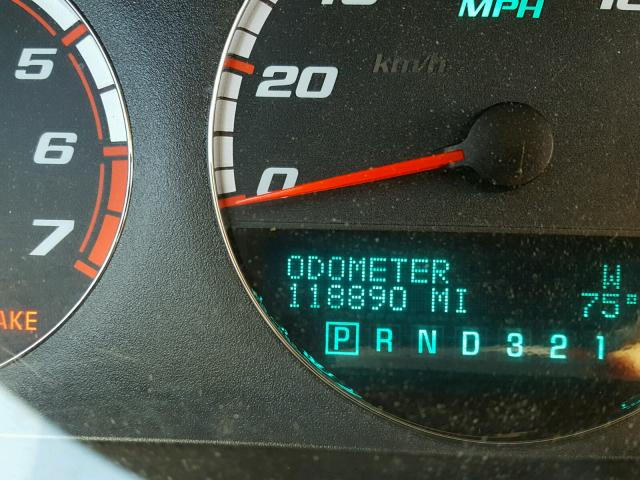 MPH
5
20
km/h
6
0
7
ODOMETER W
118890 MI 75°
AKE
P R N D 3 2 1